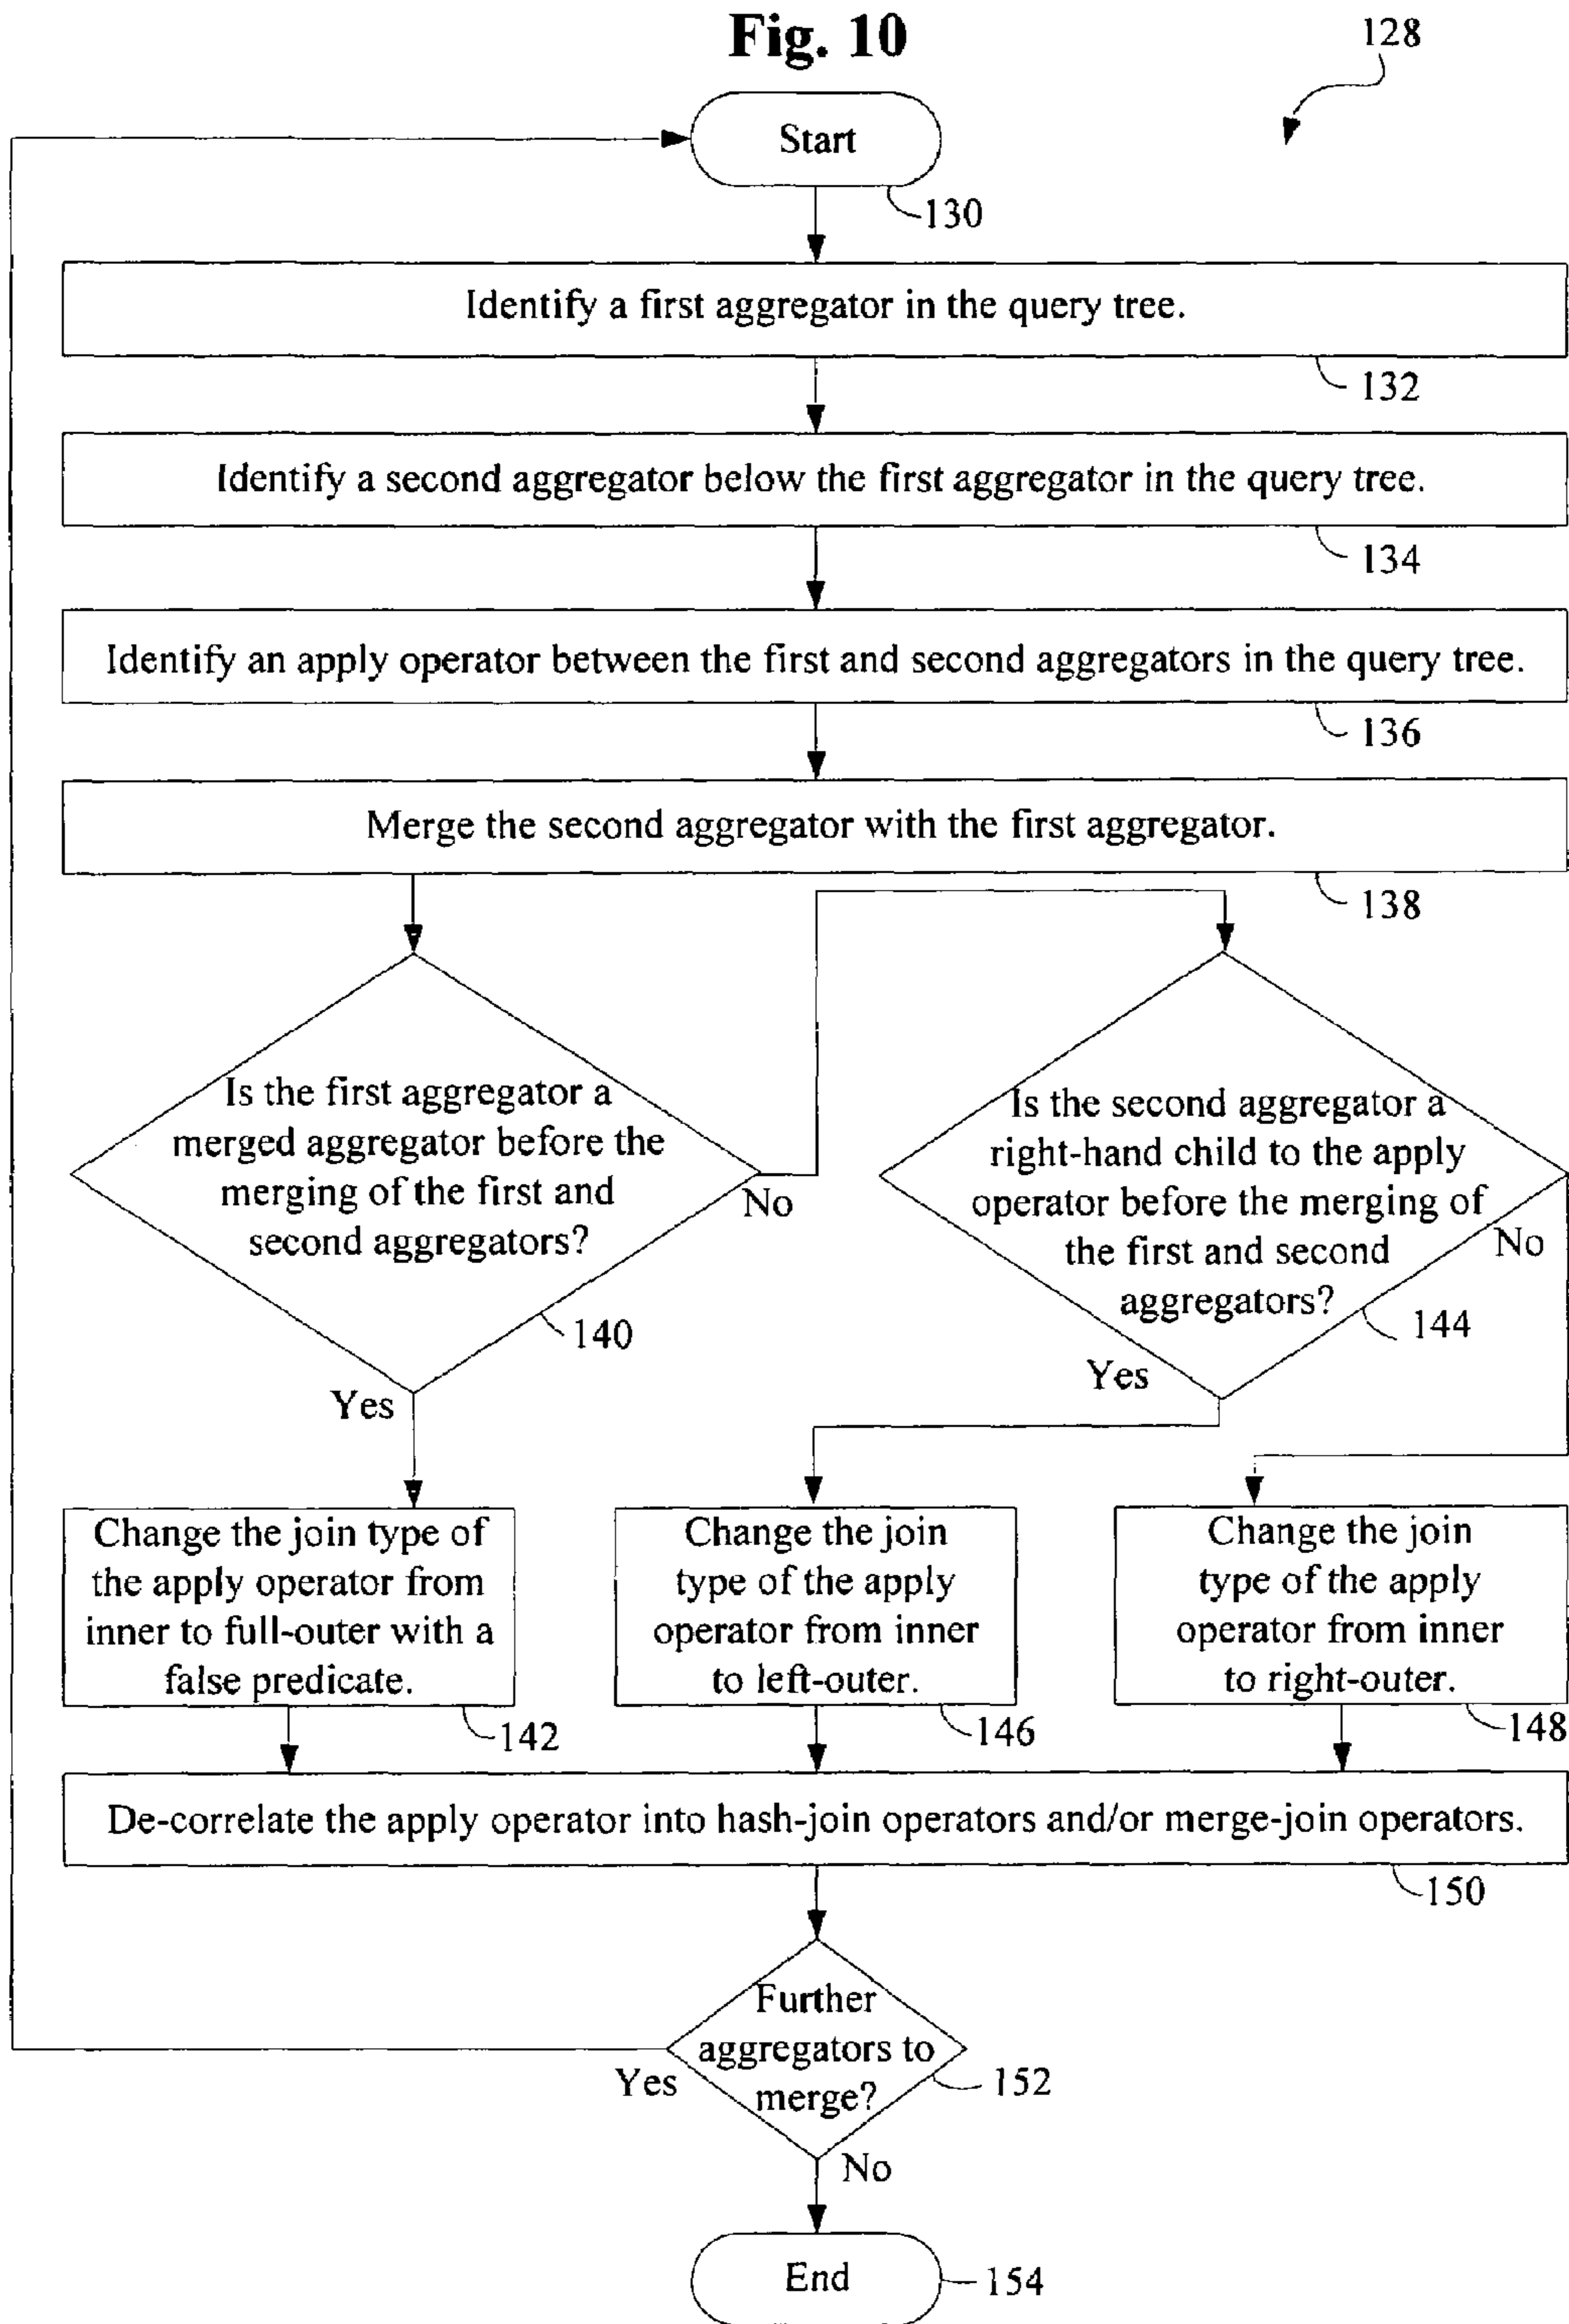 Fig. 10
128
Start
130
Identify a first aggregator in the query tree.
132
Identify a second aggregator below the first aggregator in the query tree.
134
Identify an apply operator between the first and second aggregators in the query tree.
136
Merge the second aggregator with the first aggregator.
138
Is the first aggregator a
merged aggregator before the
merging of the first and
second aggregators?
No
140
Yes
Is the second aggregator a
right-hand child to the apply
operator before the merging of
the first and second
aggregators?
No
144
Yes
Change the join type of
the apply operator from
inner to full-outer with a
false predicate.
142
Change the join
type of the apply
operator from inner
to left-outer.
146
Change the join
type of the apply
operator from inner
to right-outer.
148
De-correlate the apply operator into hash-join operators and/or merge-join operators.
150
Further
aggregators to
merge?
Yes
152
No
End
154